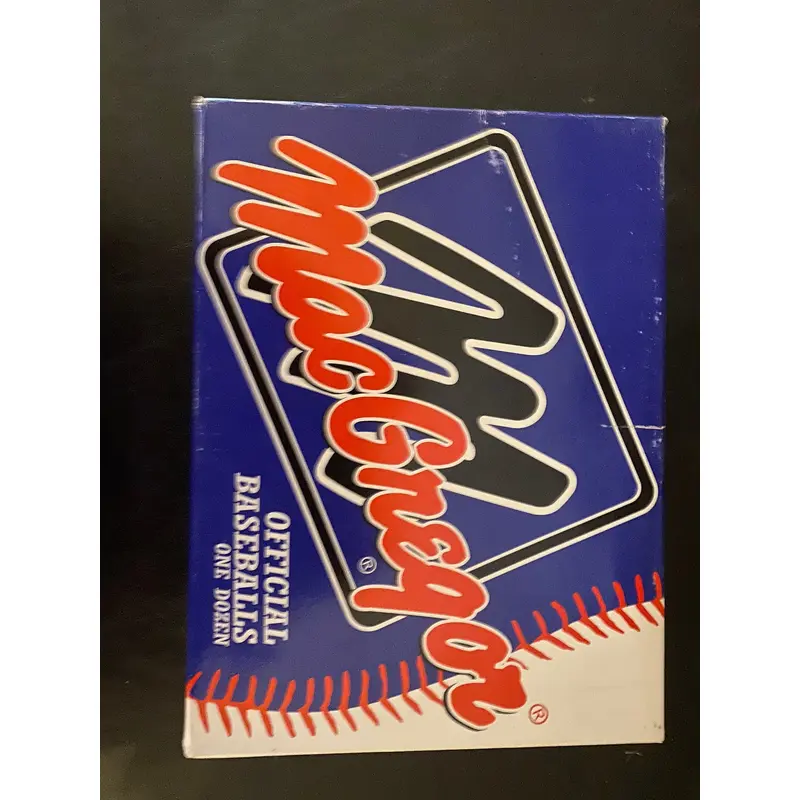 MacGregor®
®
OFFICIAL
BASEBALLS
ONE DOZEN